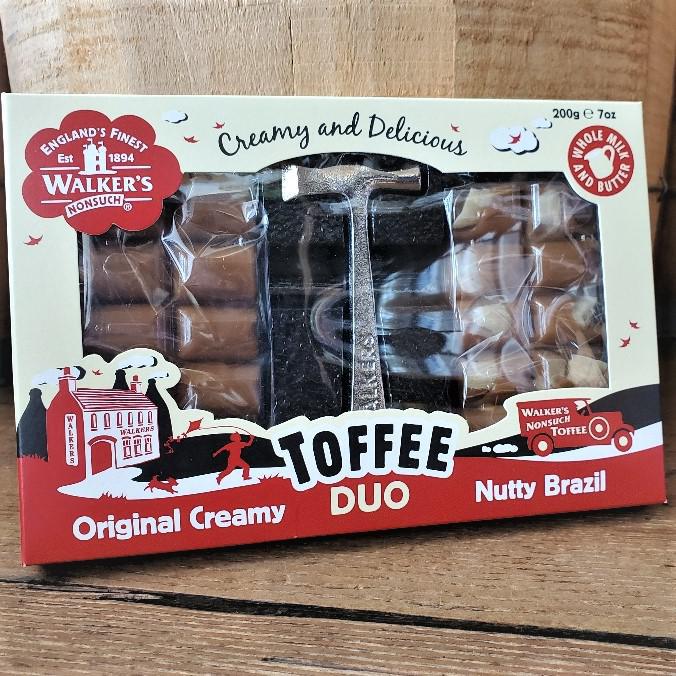 ENGLAND'S FINEST
Est 1894
WALKER'S
NONSUCH®
Creamy and Delicious
200g ℮ 7oz
WHOLE MILK
AND BUTTER
WALKERS
WALKERS
WALKERS
WALKER'S
NONSUCH
TOFFEE
TOFFEE
DUO
Original Creamy
Nutty Brazil